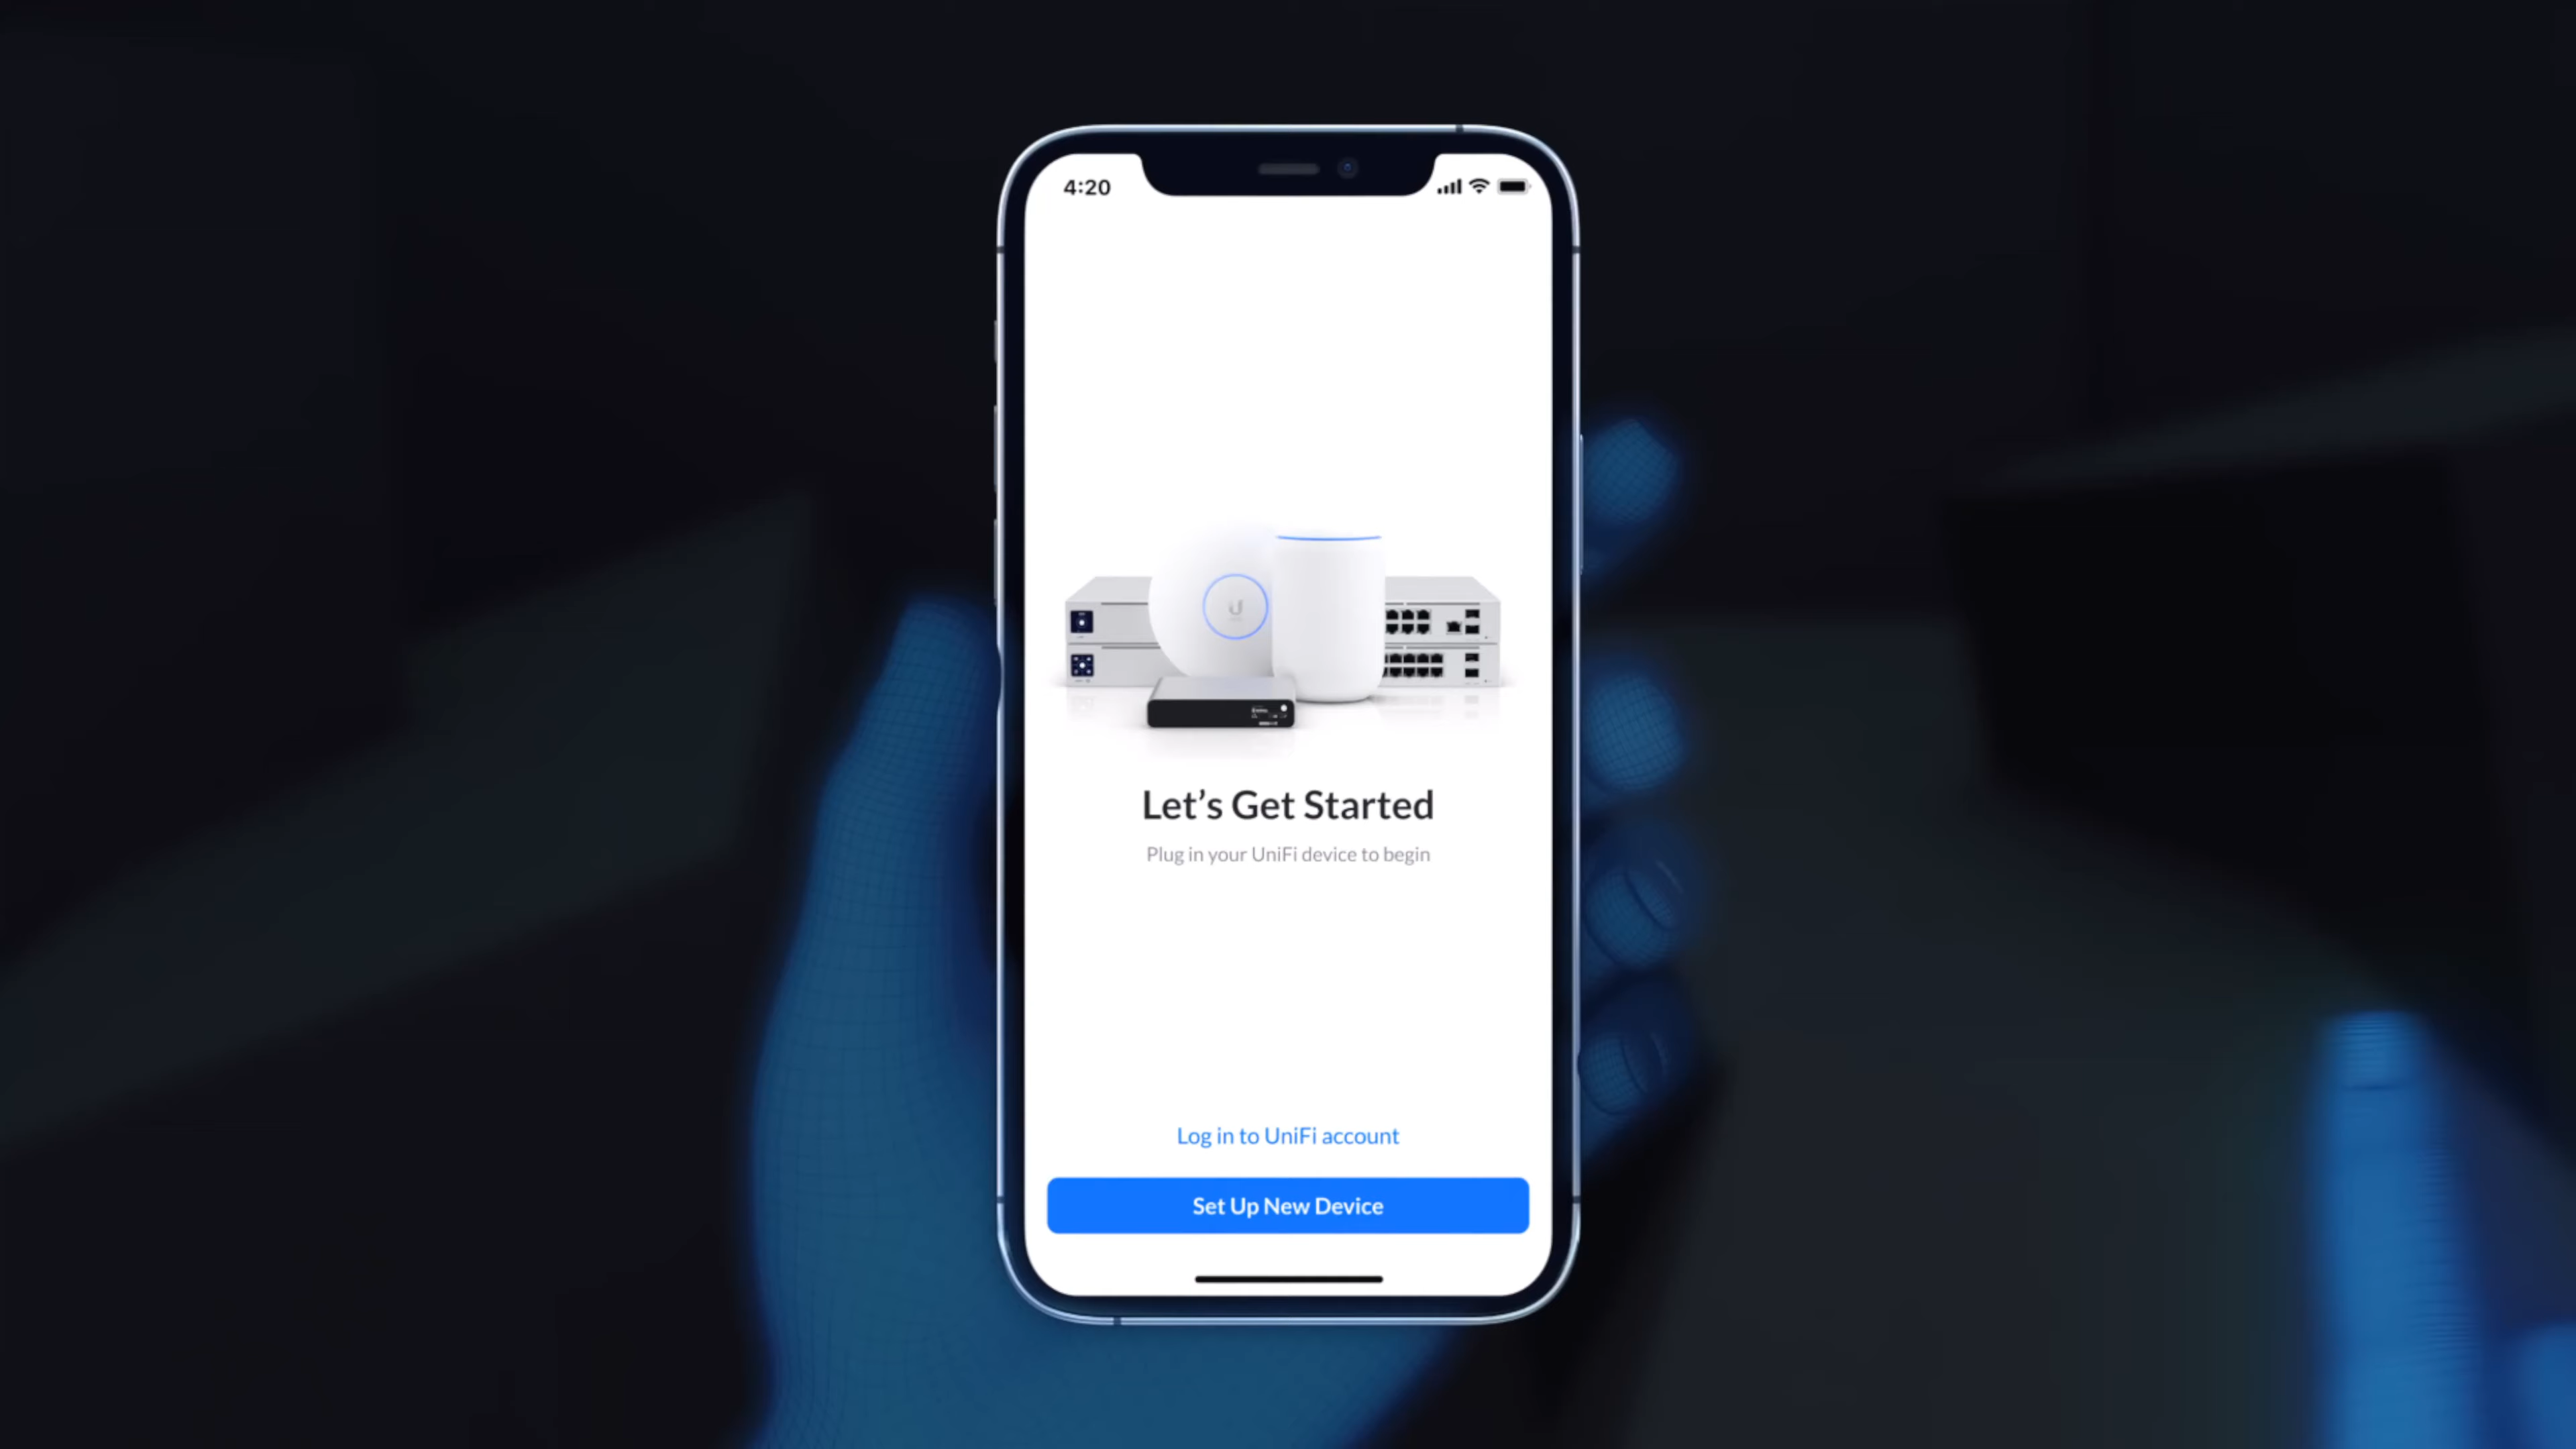 4:20
Let's Get Started
Plug in your UniFi device to begin
Log in to UniFi account
Set Up New Device